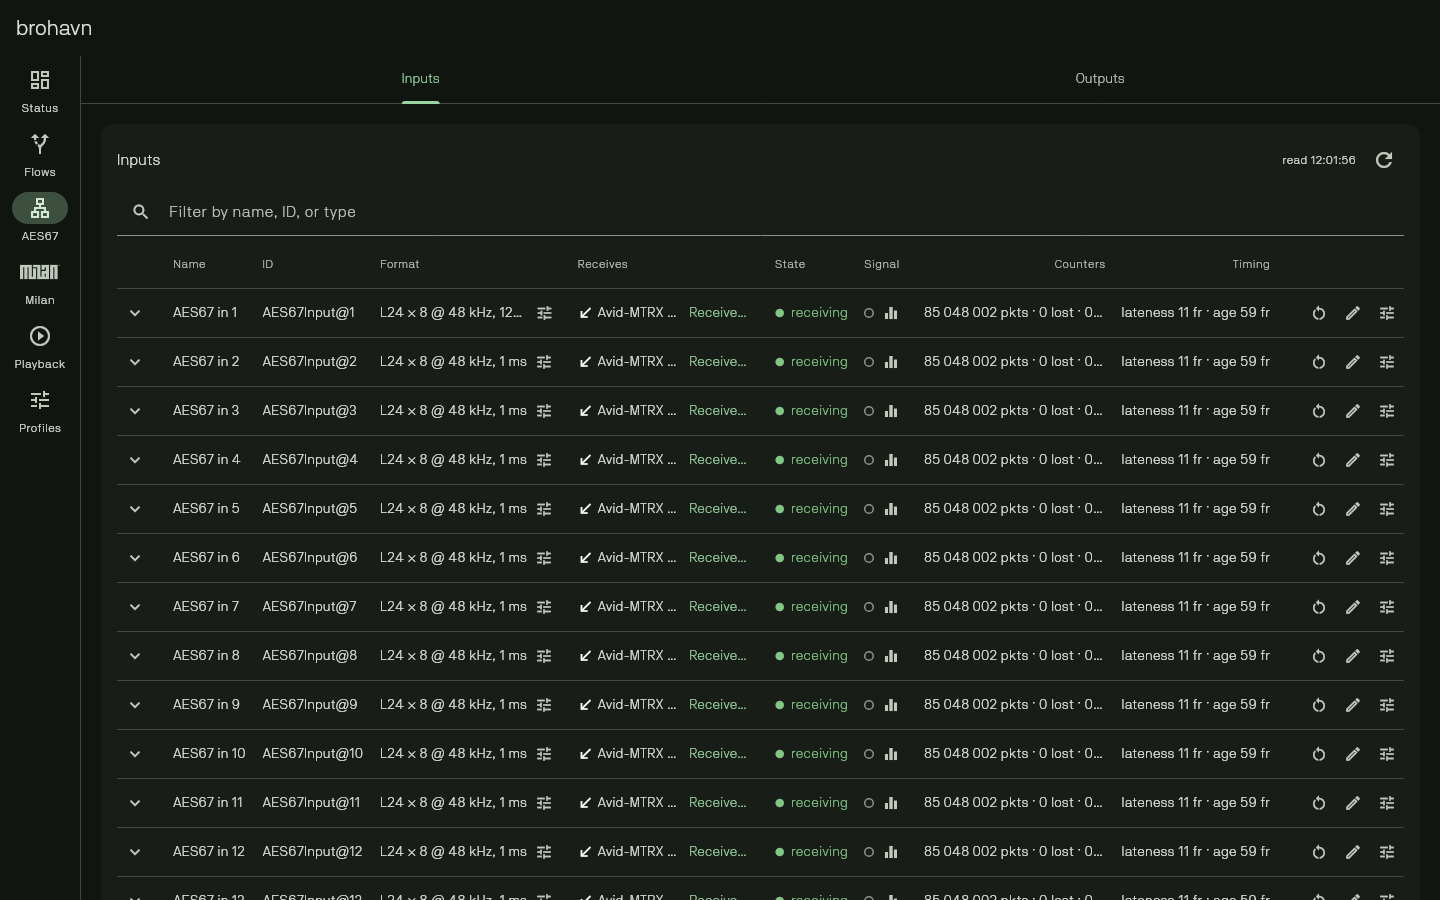 brohavn
Inputs
Outputs
Status
Flows
AES67
Milan
Milan
Playback
Profiles
Inputs
read 12:01:56
Filter by name, ID, or type
Name ID Format Receives State Signal Counters Timing
AES67 in 1 AES67Input@1 L24 × 8 @ 48 kHz, 12… Avid-MTRX … Receive… receiving 85 048 002 pkts · 0 lost · 0… lateness 11 fr · age 59 fr
AES67 in 2 AES67Input@2 L24 × 8 @ 48 kHz, 1 ms Avid-MTRX … Receive… receiving 85 048 002 pkts · 0 lost · 0… lateness 11 fr · age 59 fr
AES67 in 3 AES67Input@3 L24 × 8 @ 48 kHz, 1 ms Avid-MTRX … Receive… receiving 85 048 002 pkts · 0 lost · 0… lateness 11 fr · age 59 fr
AES67 in 4 AES67Input@4 L24 × 8 @ 48 kHz, 1 ms Avid-MTRX … Receive… receiving 85 048 002 pkts · 0 lost · 0… lateness 11 fr · age 59 fr
AES67 in 5 AES67Input@5 L24 × 8 @ 48 kHz, 1 ms Avid-MTRX … Receive… receiving 85 048 002 pkts · 0 lost · 0… lateness 11 fr · age 59 fr
AES67 in 6 AES67Input@6 L24 × 8 @ 48 kHz, 1 ms Avid-MTRX … Receive… receiving 85 048 002 pkts · 0 lost · 0… lateness 11 fr · age 59 fr
AES67 in 7 AES67Input@7 L24 × 8 @ 48 kHz, 1 ms Avid-MTRX … Receive… receiving 85 048 002 pkts · 0 lost · 0… lateness 11 fr · age 59 fr
AES67 in 8 AES67Input@8 L24 × 8 @ 48 kHz, 1 ms Avid-MTRX … Receive… receiving 85 048 002 pkts · 0 lost · 0… lateness 11 fr · age 59 fr
AES67 in 9 AES67Input@9 L24 × 8 @ 48 kHz, 1 ms Avid-MTRX … Receive… receiving 85 048 002 pkts · 0 lost · 0… lateness 11 fr · age 59 fr
AES67 in 10 AES67Input@10 L24 × 8 @ 48 kHz, 1 ms Avid-MTRX … Receive… receiving 85 048 002 pkts · 0 lost · 0… lateness 11 fr · age 59 fr
AES67 in 11 AES67Input@11 L24 × 8 @ 48 kHz, 1 ms Avid-MTRX … Receive… receiving 85 048 002 pkts · 0 lost · 0… lateness 11 fr · age 59 fr
AES67 in 12 AES67Input@12 L24 × 8 @ 48 kHz, 1 ms Avid-MTRX … Receive… receiving 85 048 002 pkts · 0 lost · 0… lateness 11 fr · age 59 fr